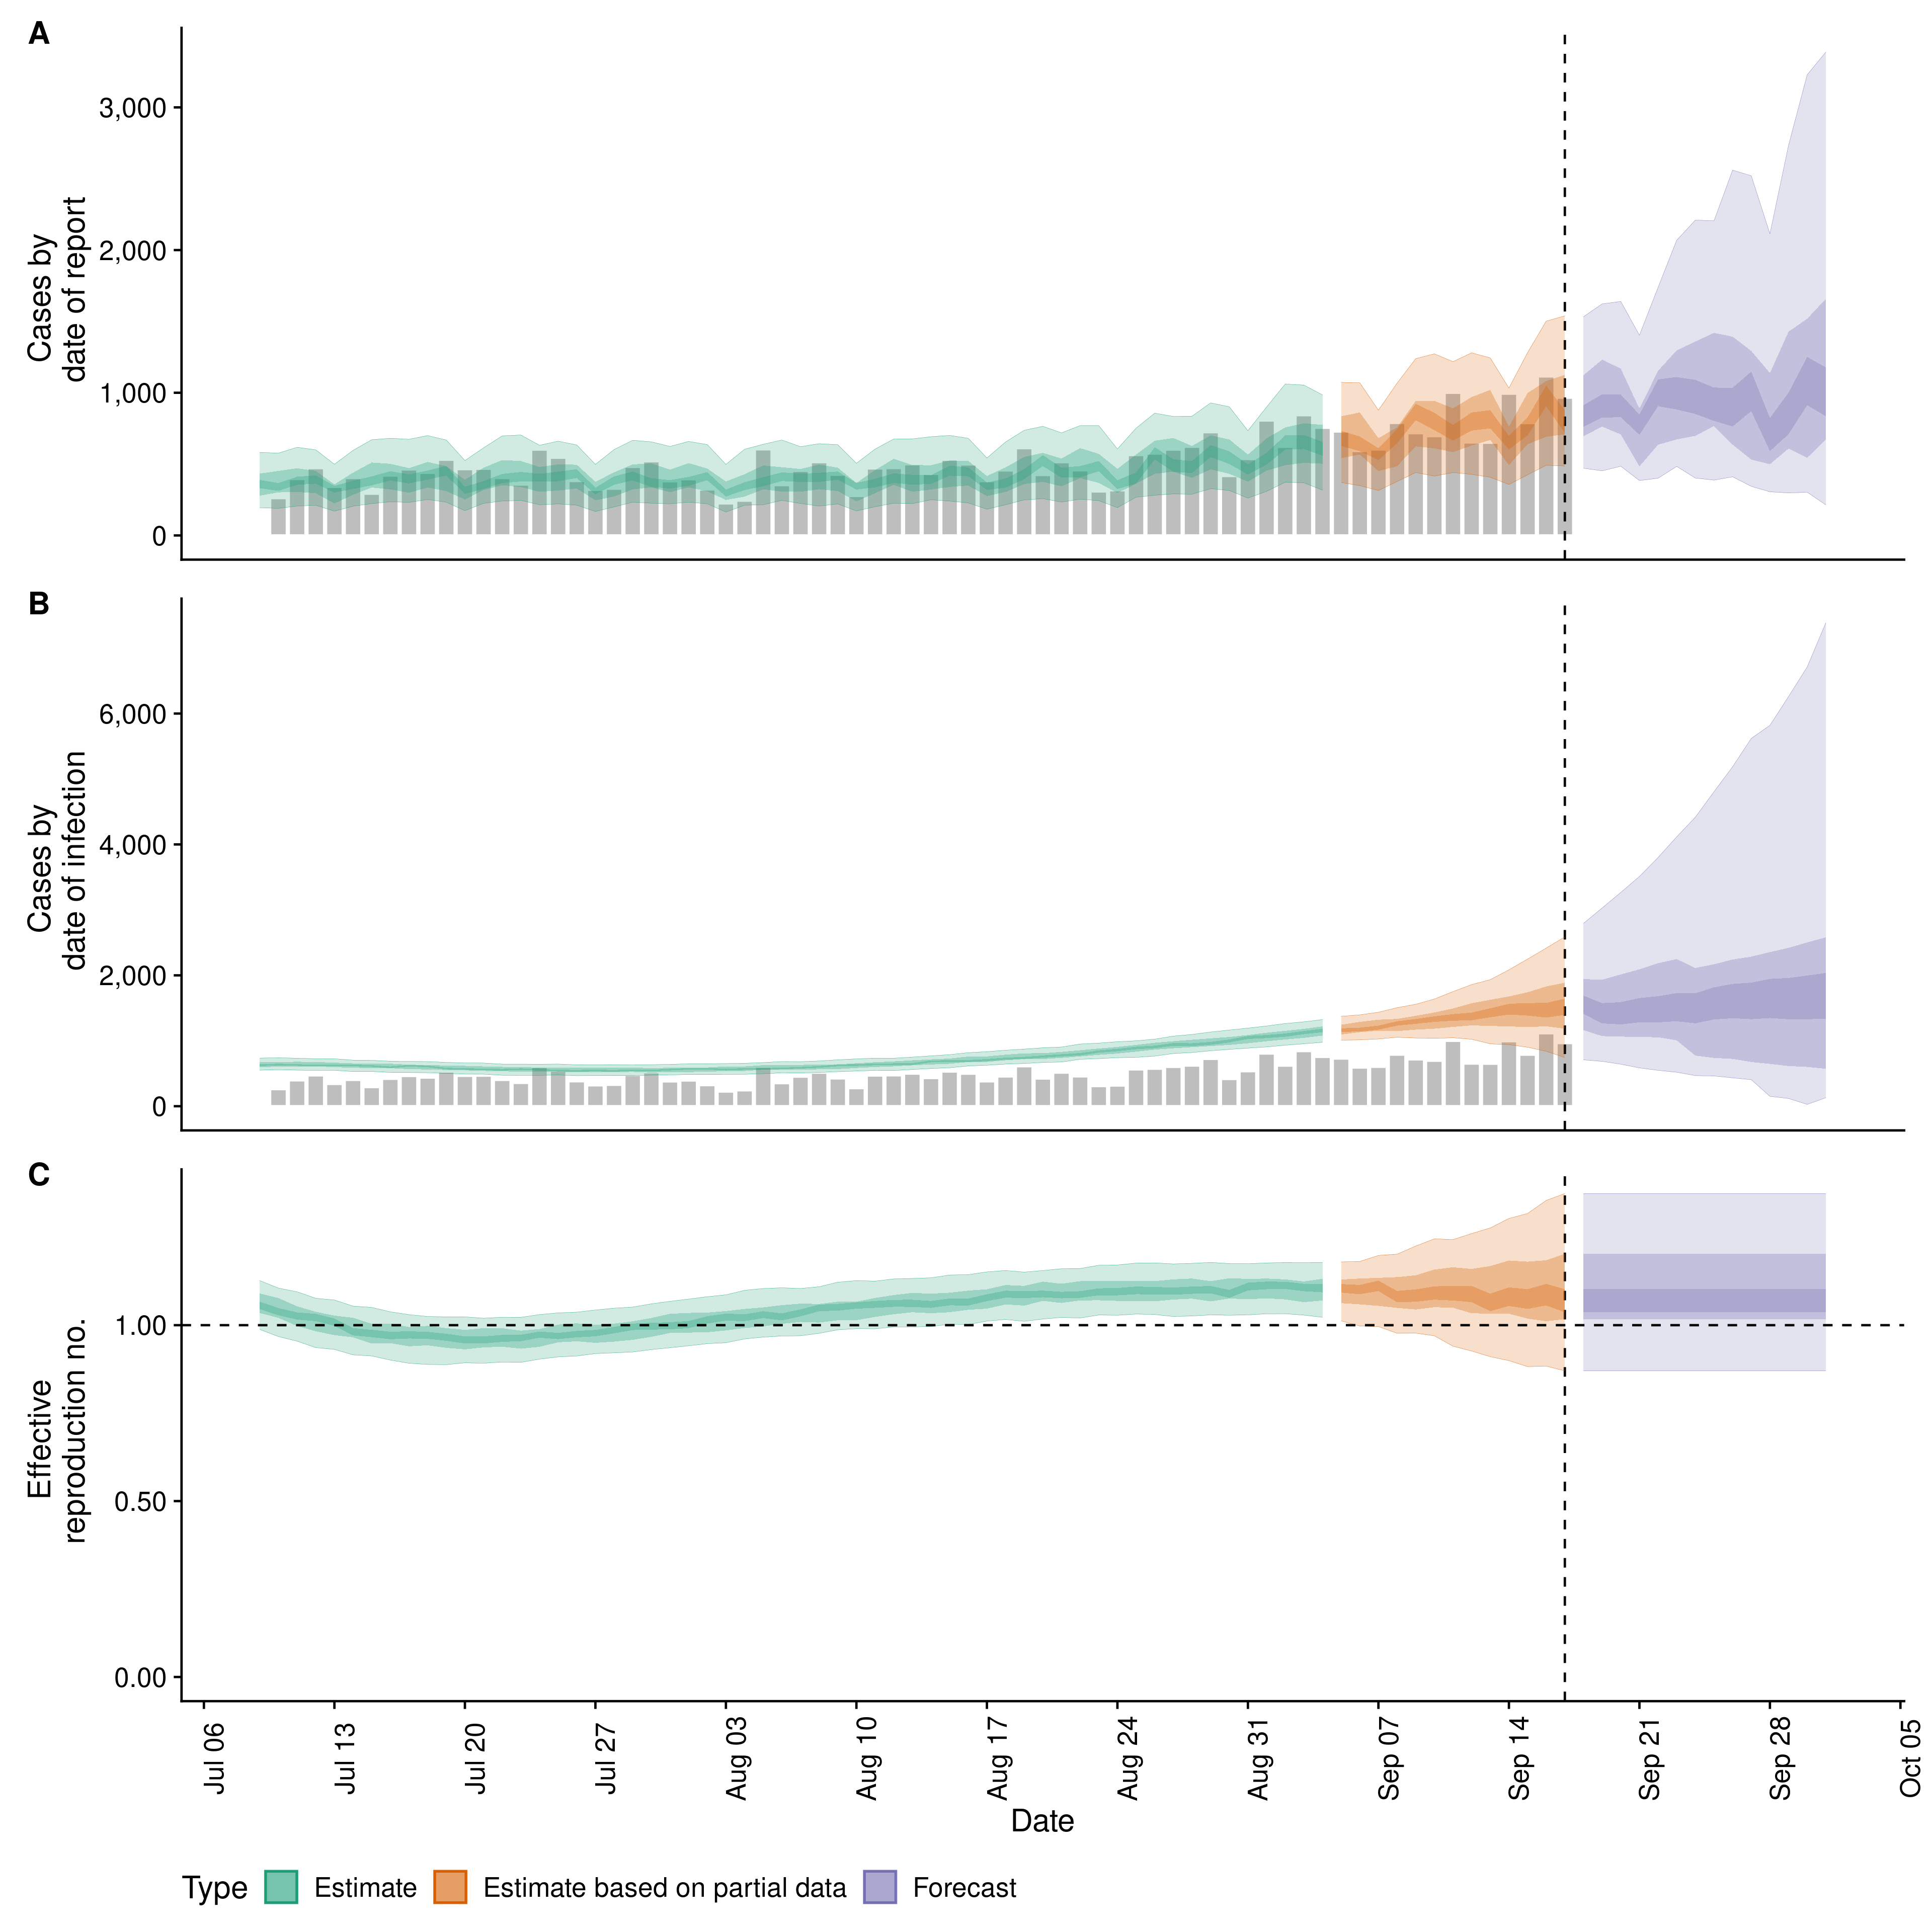 A
Cases by
date of report
3,000
2,000
1,000
0
B
Cases by
date of infection
6,000
4,000
2,000
0
C
Effective
reproduction no.
1.00
0.50
0.00
Jul 06
Jul 13
Jul 20
Jul 27
Aug 03
Aug 10
Aug 17
Aug 24
Aug 31
Sep 07
Sep 14
Sep 21
Sep 28
Oct 05
Date
Type
Estimate
Estimate based on partial data
Forecast